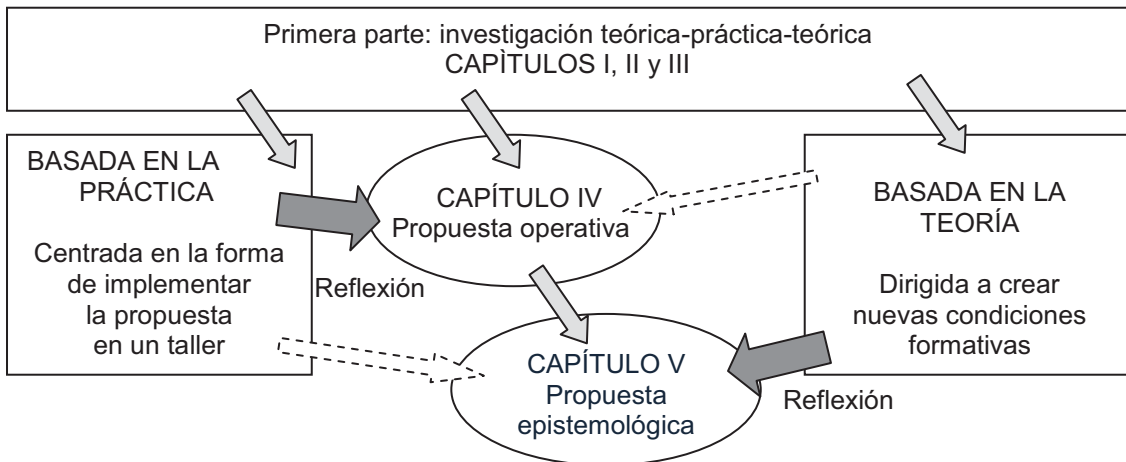 Primera parte: investigación teórica-práctica-teórica
CAPÌTULOS I, II y III
BASADA EN LA
PRÁCTICA
Centrada en la forma
de implementar
la propuesta
en un taller
Reflexión
CAPÍTULO IV
Propuesta operativa
CAPÍTULO V
Propuesta
epistemológica
BASADA EN LA
TEORÍA
Dirigida a crear
nuevas condiciones
formativas
Reflexión